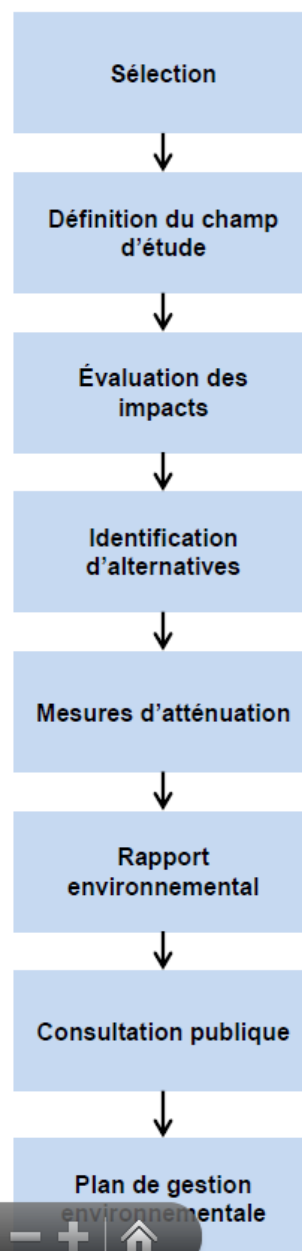 Sélection
Définition du champ
d’étude
Évaluation des
impacts
Identification
d’alternatives
Mesures d’atténuation
Rapport
environnemental
Consultation publique
Plan de gestion
environnementale